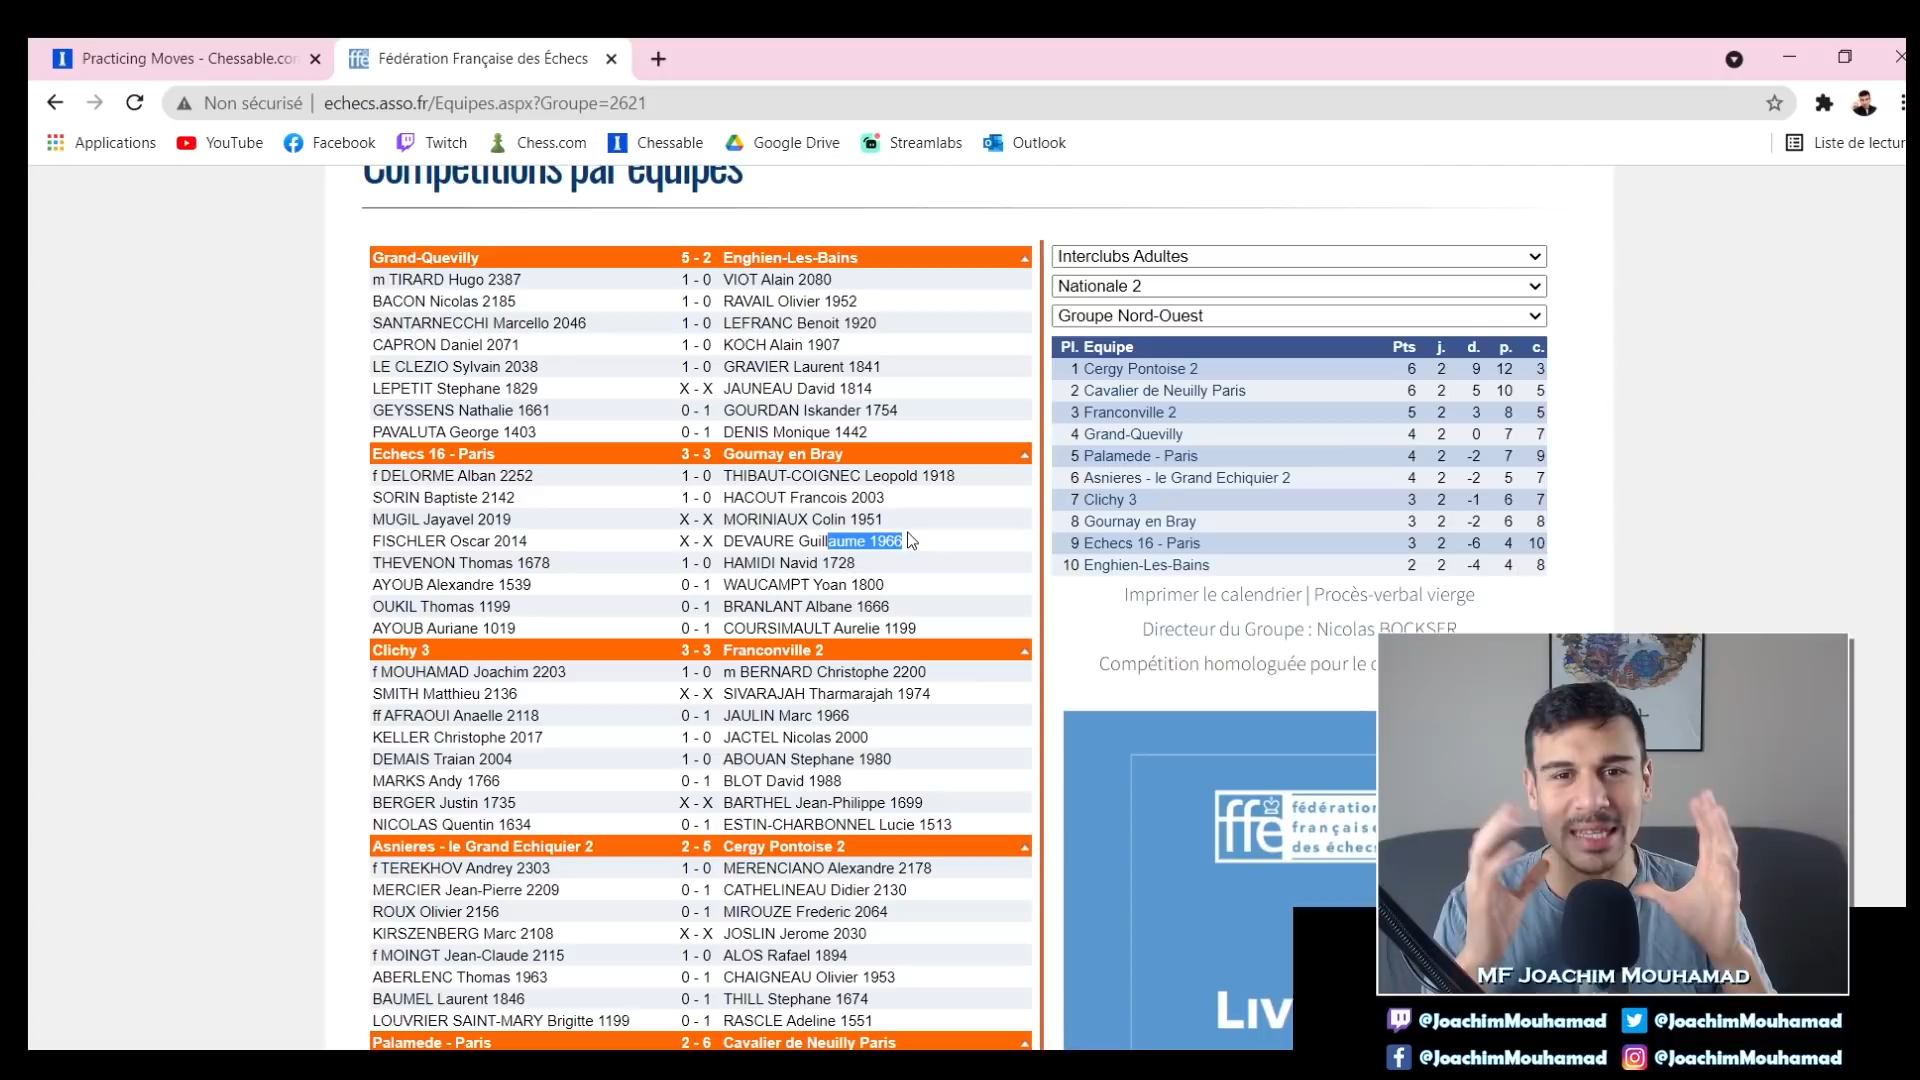 Practicing Moves - Chessable.co
Fédération Française des Échecs
Non sécurisé | echecs.asso.fr/Equipes.aspx?Groupe=2621
Applications YouTube Facebook Twitch Chess.com Chessable Google Drive Streamlabs Outlook Liste de lectur
Compétitions par équipes
Grand-Quevilly 5 - 2 Enghien-Les-Bains
m TIRARD Hugo 2387 1 - 0 VIOT Alain 2080
BACON Nicolas 2185 1 - 0 RAVAIL Olivier 1952
SANTARNECCHI Marcello 2046 1 - 0 LEFRANC Benoit 1920
CAPRON Daniel 2071 1 - 0 KOCH Alain 1907
LE CLEZIO Sylvain 2038 1 - 0 GRAVIER Laurent 1841
LEPETIT Stephane 1829 X - X JAUNEAU David 1814
GEYSSENS Nathalie 1661 0 - 1 GOURDAN Iskander 1754
PAVALUTA George 1403 0 - 1 DENIS Monique 1442
Echecs 16 - Paris 3 - 3 Gournay en Bray
f DELORME Alban 2252 1 - 0 THIBAUT-COIGNEC Leopold 1918
SORIN Baptiste 2142 1 - 0 HACOUT Francois 2003
MUGIL Jayavel 2019 X - X MORINIAUX Colin 1951
FISCHLER Oscar 2014 X - X DEVAURE Guillaume 1966
THEVENON Thomas 1678 1 - 0 HAMIDI Navid 1728
AYOUB Alexandre 1539 0 - 1 WAUCAMPT Yoan 1800
OUKIL Thomas 1199 0 - 1 BRANLANT Albane 1666
AYOUB Auriane 1019 0 - 1 COURSIMAULT Aurelie 1199
Clichy 3 3 - 3 Franconville 2
f MOUHAMAD Joachim 2203 1 - 0 m BERNARD Christophe 2200
SMITH Matthieu 2136 X - X SIVARAJAH Tharmarajah 1974
ff AFRAOUI Anaelle 2118 0 - 1 JAULIN Marc 1966
KELLER Christophe 2017 1 - 0 JACTEL Nicolas 2000
DEMAIS Traian 2004 1 - 0 ABOUAN Stephane 1980
MARKS Andy 1766 0 - 1 BLOT David 1988
BERGER Justin 1735 X - X BARTHEL Jean-Philippe 1699
NICOLAS Quentin 1634 0 - 1 ESTIN-CHARBONNEL Lucie 1513
Asnieres - le Grand Echiquier 2 2 - 5 Cergy Pontoise 2
f TEREKHOV Andrey 2303 1 - 0 MERENCIANO Alexandre 2178
MERCIER Jean-Pierre 2209 0 - 1 CATHELINEAU Didier 2130
ROUX Olivier 2156 0 - 1 MIROUZE Frederic 2064
KIRSZENBERG Marc 2108 X - X JOSLIN Jerome 2030
f MOINGT Jean-Claude 2115 1 - 0 ALOS Rafael 1894
ABERLENC Thomas 1963 0 - 1 CHAIGNEAU Olivier 1953
BAUMEL Laurent 1846 0 - 1 THILL Stephane 1674
LOUVRIER SAINT-MARY Brigitte 1199 0 - 1 RASCLE Adeline 1551
Palamede - Paris 2 - 6 Cavalier de Neuilly Paris
Interclubs Adultes
Nationale 2
Groupe Nord-Ouest
Pl. Equipe Pts j. d. p. c.
1 Cergy Pontoise 2 6 2 9 12 3
2 Cavalier de Neuilly Paris 6 2 5 10 5
3 Franconville 2 5 2 3 8 5
4 Grand-Quevilly 4 2 0 7 7
5 Palamede - Paris 4 2 -2 7 9
6 Asnieres - le Grand Echiquier 2 4 2 -2 5 7
7 Clichy 3 3 2 -1 6 7
8 Gournay en Bray 3 2 -2 6 8
9 Echecs 16 - Paris 3 2 -6 4 10
10 Enghien-Les-Bains 2 2 -4 4 8
Imprimer le calendrier | Procès-verbal vierge
Directeur du Groupe : Nicolas BOCKSER
Compétition homologuée pour le
ffe fédération
française
des échecs
Liv
MF Joachim Mouhamad
@JoachimMouhamad @JoachimMouhamad
@JoachimMouhamad @JoachimMouhamad